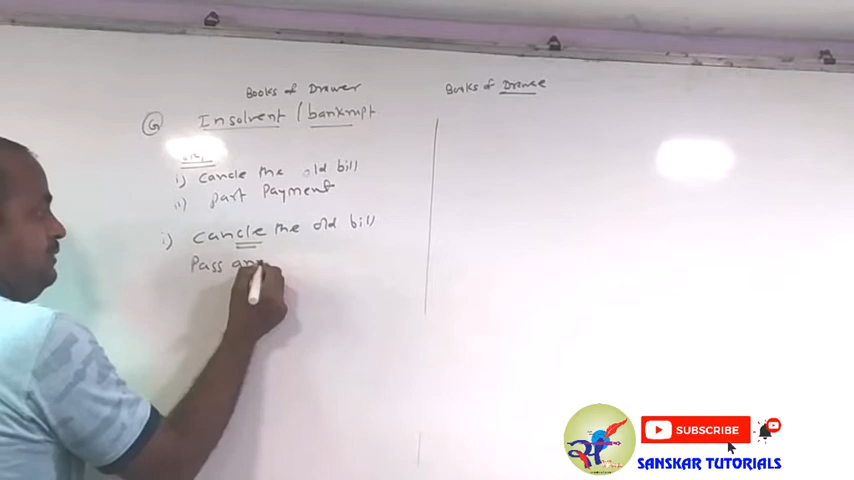 Books of Drawer
Books of Drawee
G Insolvent / bankrupt
i) cancle the old bill
ii) part payment
i) cancle the old bill
Pass
SUBSCRIBE
SANSKAR TUTORIALS